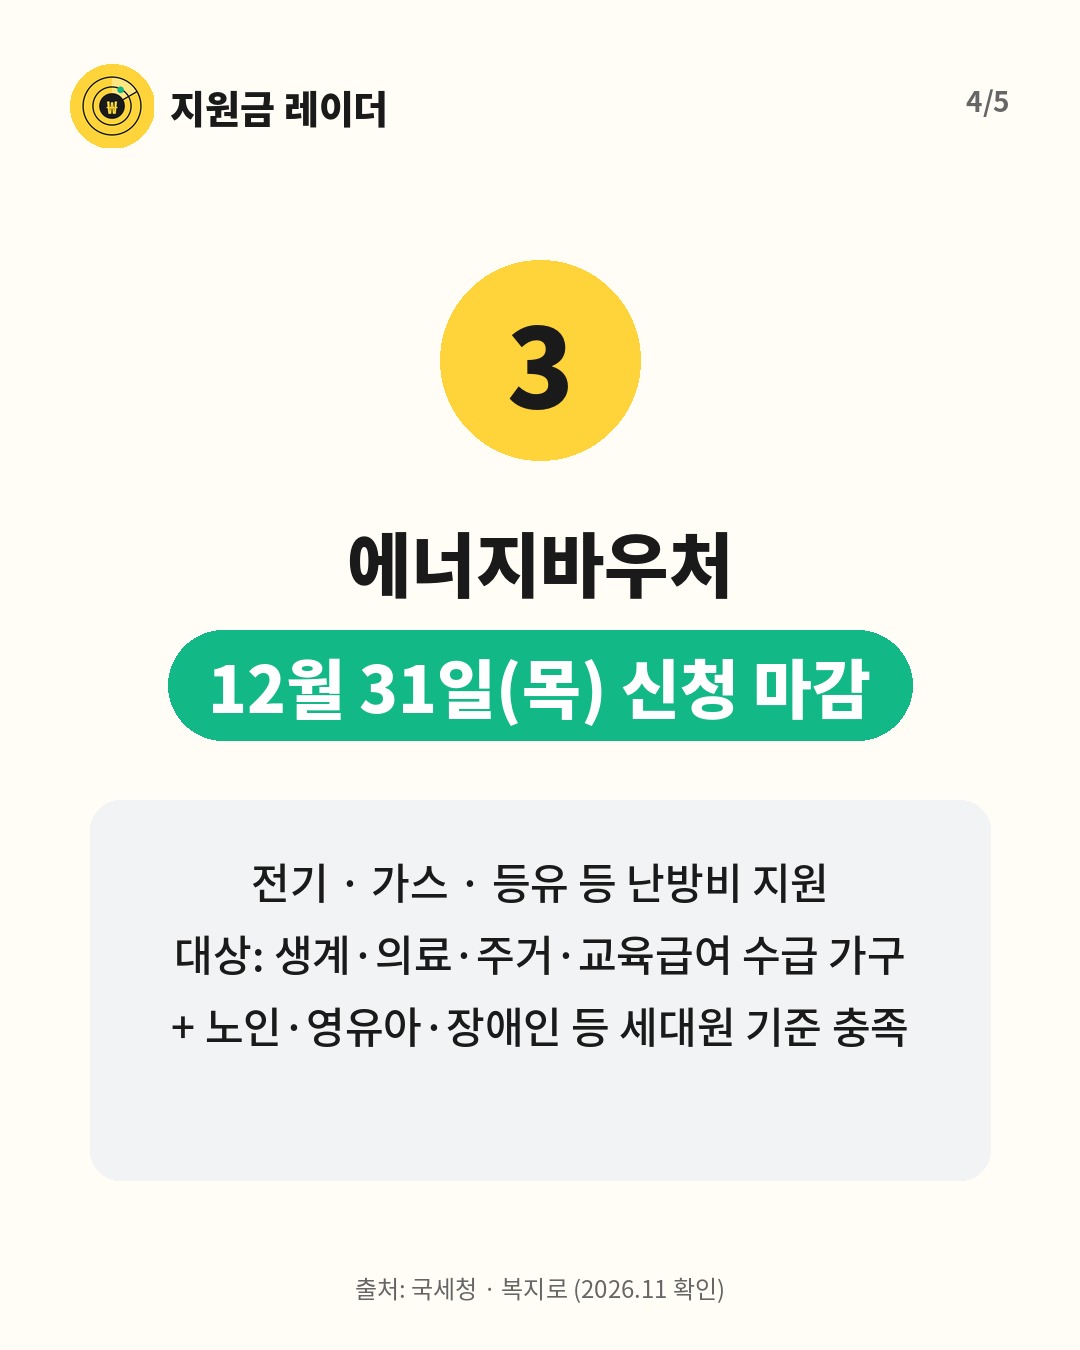 ₩
지원금 레이더
4/5
3
에너지바우처
12월 31일(목) 신청 마감
전기 · 가스 · 등유 등 난방비 지원
대상: 생계·의료·주거·교육급여 수급 가구
+ 노인·영유아·장애인 등 세대원 기준 충족
출처: 국세청 · 복지로 (2026.11 확인)